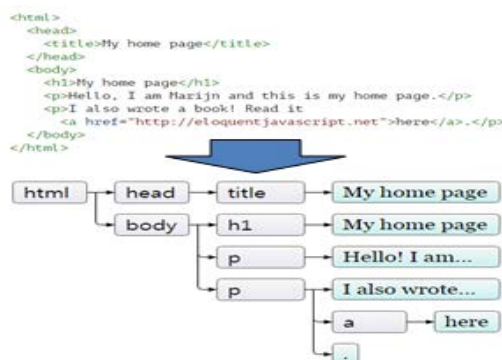 <html>
<head>
<title>My home page</title>
</head>
<body>
<h1>My home page</h1>
<p>Hello, I am Marijn and this is my home page.</p>
<p>I also wrote a book! Read it
<a href="http://eloquentjavascript.net">here</a>.</p>
</body>
</html>
html head title My home page
body h1 My home page
p Hello! I am...
p I also wrote...
a here
.